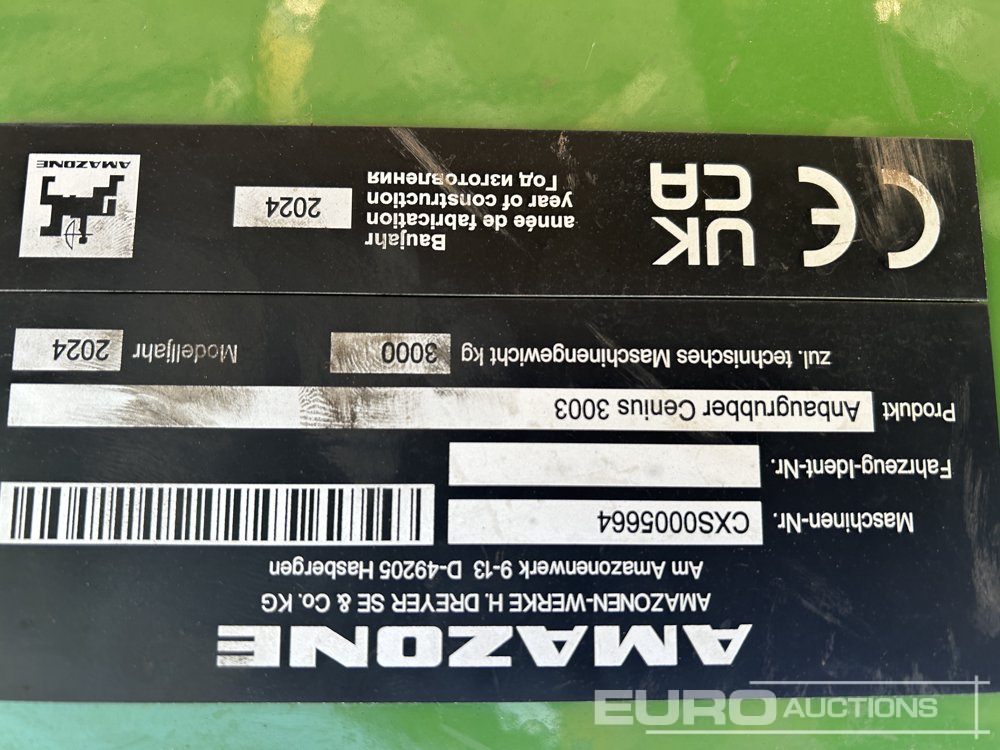 AMAZONE
AMAZONEN-WERKE H. DREYER SE & Co. KG
Am Amazonenwerk 9-13 D-49205 Hasbergen
Maschinen-Nr. CXS0005664
Fahrzeug-Ident-Nr.
Produkt Anbaugrubber Cenius 3003
zul. technisches Maschinengewicht kg 3000 Modelljahr 2024
CE UKCA
Baujahr
année de fabrication
year of construction
Год изготовления
2024
AMAZONE
EURO AUCTIONS